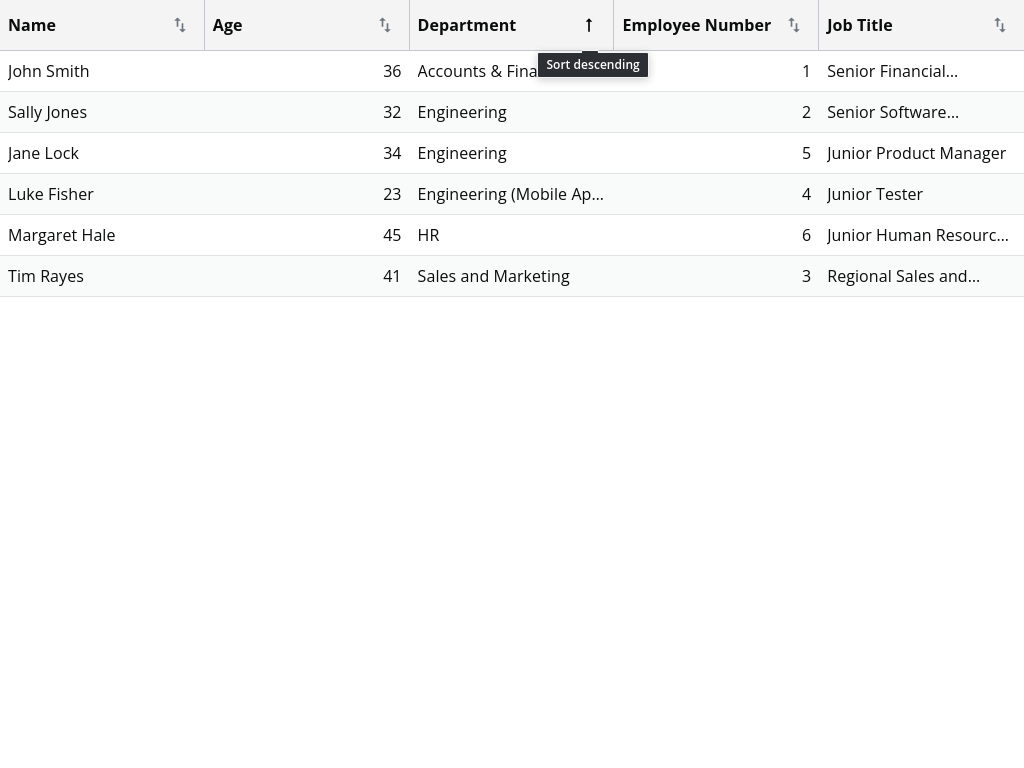 Name Age Department Employee Number Job Title
Sort descending
John Smith 36 Accounts & 1 Senior Financial...
Sally Jones 32 Engineering 2 Senior Software...
Jane Lock 34 Engineering 5 Junior Product Manager
Luke Fisher 23 Engineering (Mobile Ap... 4 Junior Tester
Margaret Hale 45 HR 6 Junior Human Resourc...
Tim Rayes 41 Sales and Marketing 3 Regional Sales and...